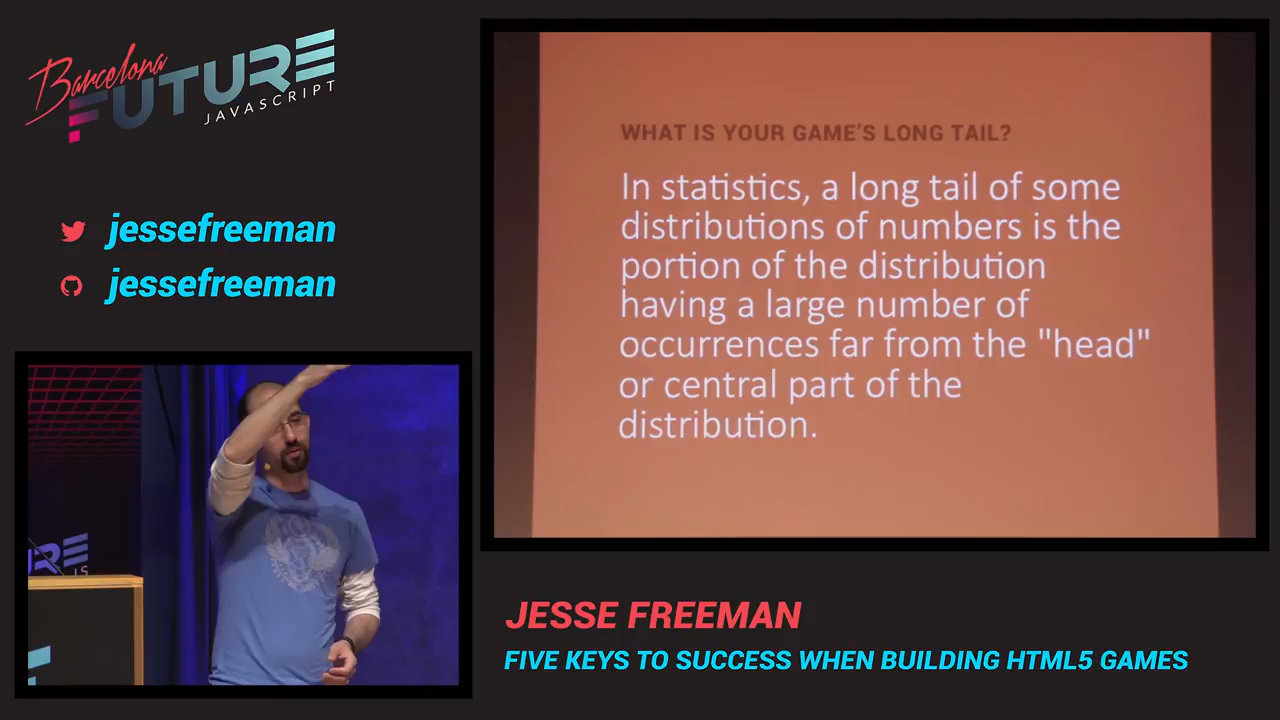 Barcelona
FUTURE
JAVASCRIPT
jessefreeman
jessefreeman
WHAT IS YOUR GAME'S LONG TAIL?
In statistics, a long tail of some
distributions of numbers is the
portion of the distribution
having a large number of
occurrences far from the "head"
or central part of the
distribution.
URE
JS
JESSE FREEMAN
FIVE KEYS TO SUCCESS WHEN BUILDING HTML5 GAMES